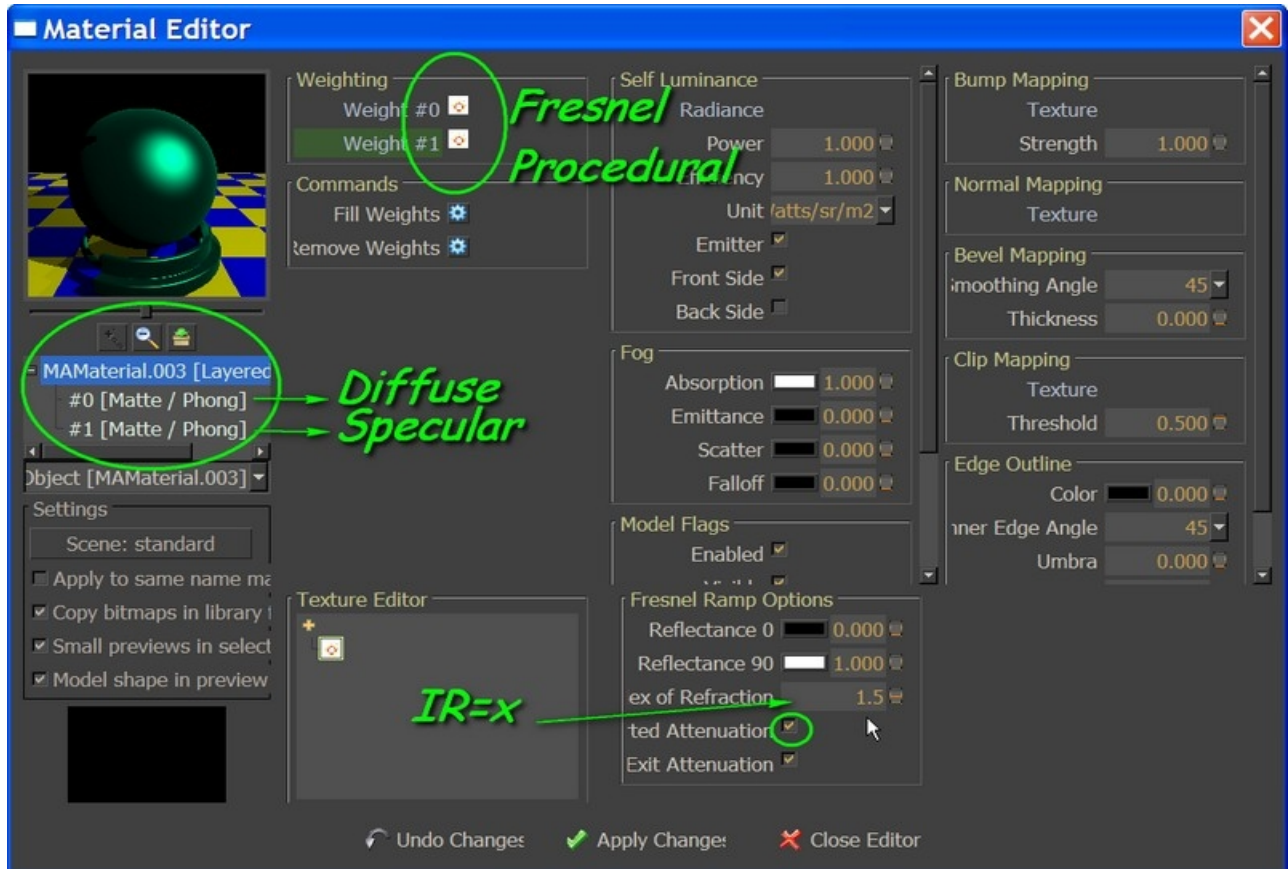 Material Editor
MAMaterial.003 [Layered
#0 [Matte / Phong]
#1 [Matte / Phong]
Object [MAMaterial.003]
Settings
Scene: standard
Apply to same name ma
Copy bitmaps in library f
Small previews in select
Model shape in preview
Weighting
Weight #0
Weight #1
Fresnel
Procedural
Commands
Fill Weights
Remove Weights
Diffuse
Specular
Self Luminance
Radiance
Power 1.000
Efficiency 1.000
Unit Watts/sr/m2
Emitter
Front Side
Back Side
Fog
Absorption 1.000
Emittance 0.000
Scatter 0.000
Falloff 0.000
Model Flags
Enabled
Bump Mapping
Texture
Strength 1.000
Normal Mapping
Texture
Bevel Mapping
Smoothing Angle 45
Thickness 0.000
Clip Mapping
Texture
Threshold 0.500
Edge Outline
Color 0.000
nner Edge Angle 45
Umbra 0.000
Texture Editor
IR=x
Fresnel Ramp Options
Reflectance 0 0.000
Reflectance 90 1.000
ex of Refraction 1.5
ted Attenuation
Exit Attenuation
Undo Changes
Apply Changes
Close Editor